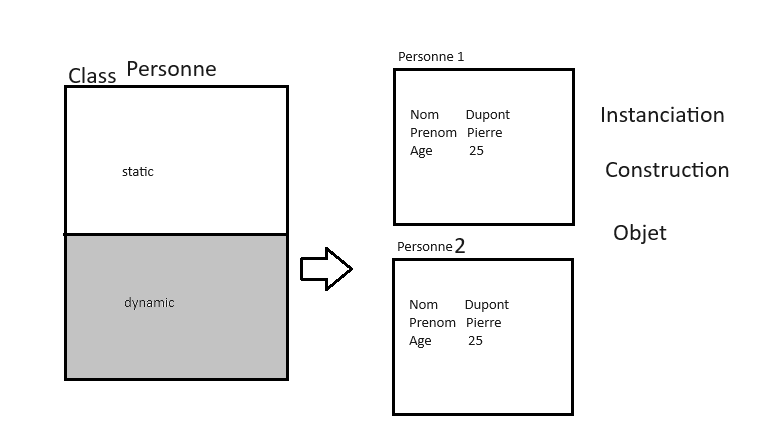 Class Personne
static
dynamic
Personne 1
Nom Dupont
Prenom Pierre
Age 25
Personne 2
Nom Dupont
Prenom Pierre
Age 25
Instanciation
Construction
Objet